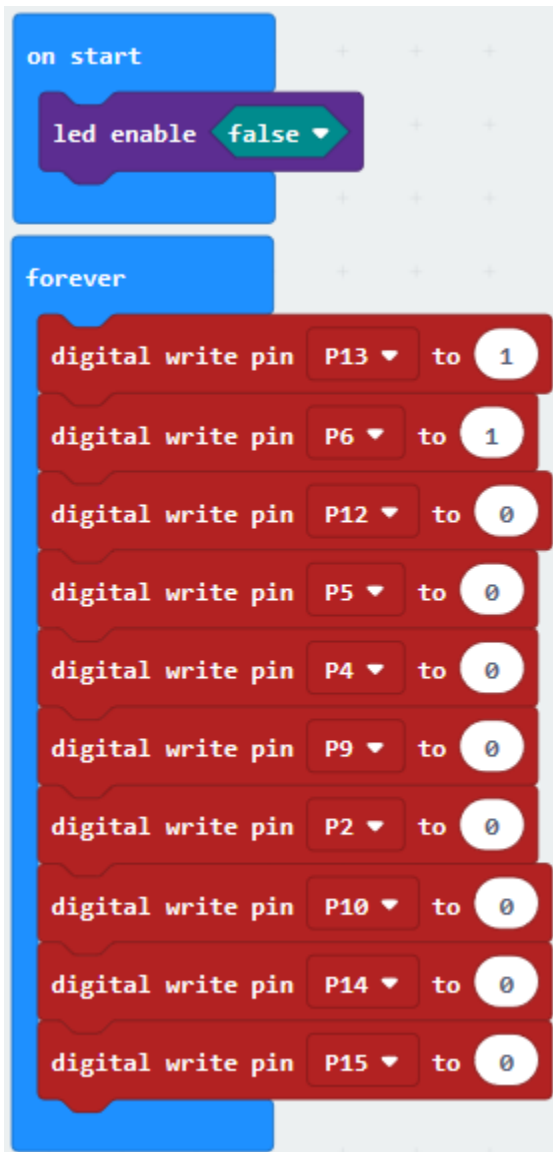 on start
led enable false
forever
digital write pin P13 to 1
digital write pin P6 to 1
digital write pin P12 to 0
digital write pin P5 to 0
digital write pin P4 to 0
digital write pin P9 to 0
digital write pin P2 to 0
digital write pin P10 to 0
digital write pin P14 to 0
digital write pin P15 to 0